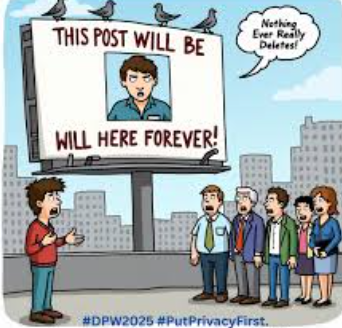 THIS POST WILL BE
WILL HERE FOREVER!
Nothing
Ever Really
Deletes!
#DPW2025 #PutPrivacyFirst.